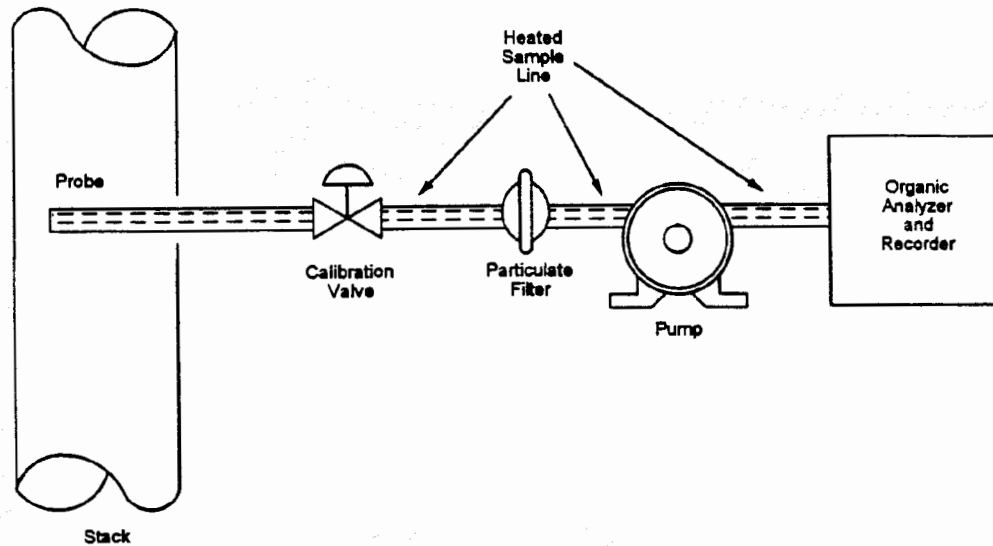 Heated
Sample
Line
Probe
Organic
Analyzer
and
Recorder
Calibration
Valve
Particulate
Filter
Pump
Stack